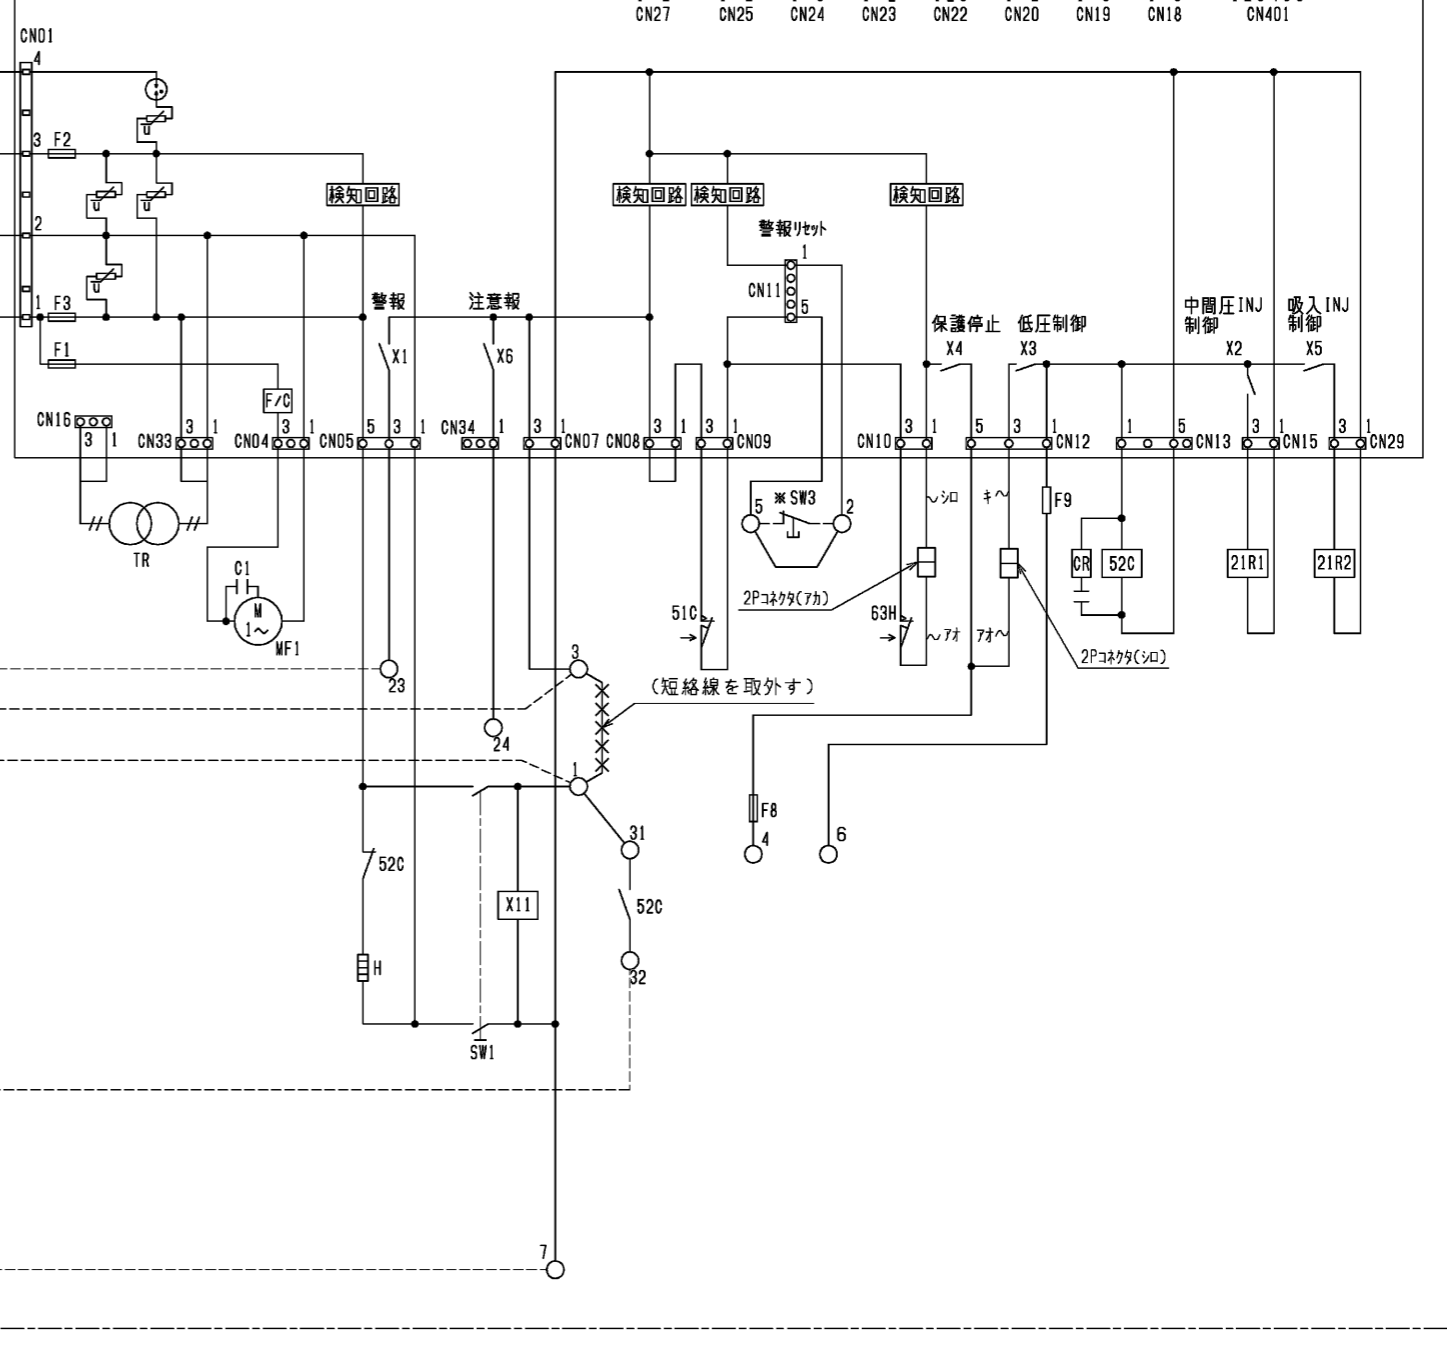 CN27 CN25 CN24 CN23 CN22 CN20 CN19 CN18 CN401
CN01
4
3 F2
u
検知回路 検知回路 検知回路 検知回路
u u
2
警報リセット
1
u
CN11
5
1 F3
警報 注意報
中間圧INJ 吸入INJ
制御 制御
保護停止 低圧制御
F1
X1 X6 X4 X3 X2 X5
F/C
CN16
3 1
CN33 3 1
CN04 3 1
CN05 5 3 1
CN34 1
3 1 CN07
CN08 3 1
3 1 CN09
CN10 3 1
5 3 1 CN12
1 5 CN13
3 1 CN15
3 1 CN29
※SW3
5 2
〜シロ キ〜
F9
TR
C1
M
1〜
MF1
CR 52C 21R1 21R2
2Pコネクタ(アカ)
51C 63H
〜アオ アオ〜
2Pコネクタ(シロ)
23
3
(短絡線を取外す)
24
1
F8
4 6
31
52C
X11
52C
H
32
SW1
7